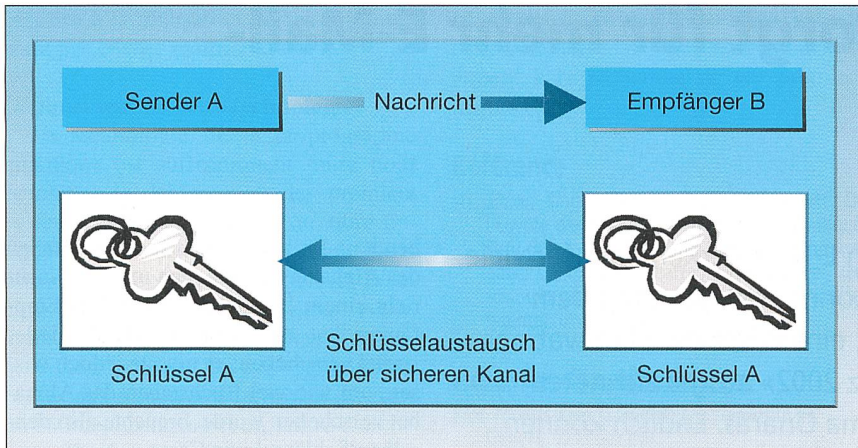 Sender A
Nachricht
Empfänger B
Schlüsselaustausch
über sicheren Kanal
Schlüssel A
Schlüssel A